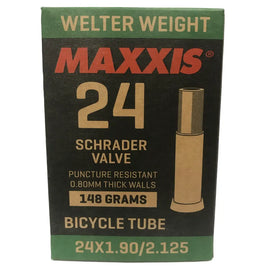 WELTER WEIGHT
MAXXIS®
24
SCHRADER
VALVE
PUNCTURE RESISTANT
0.80MM THICK WALLS
148 GRAMS
BICYCLE TUBE
24X1.90/2.125